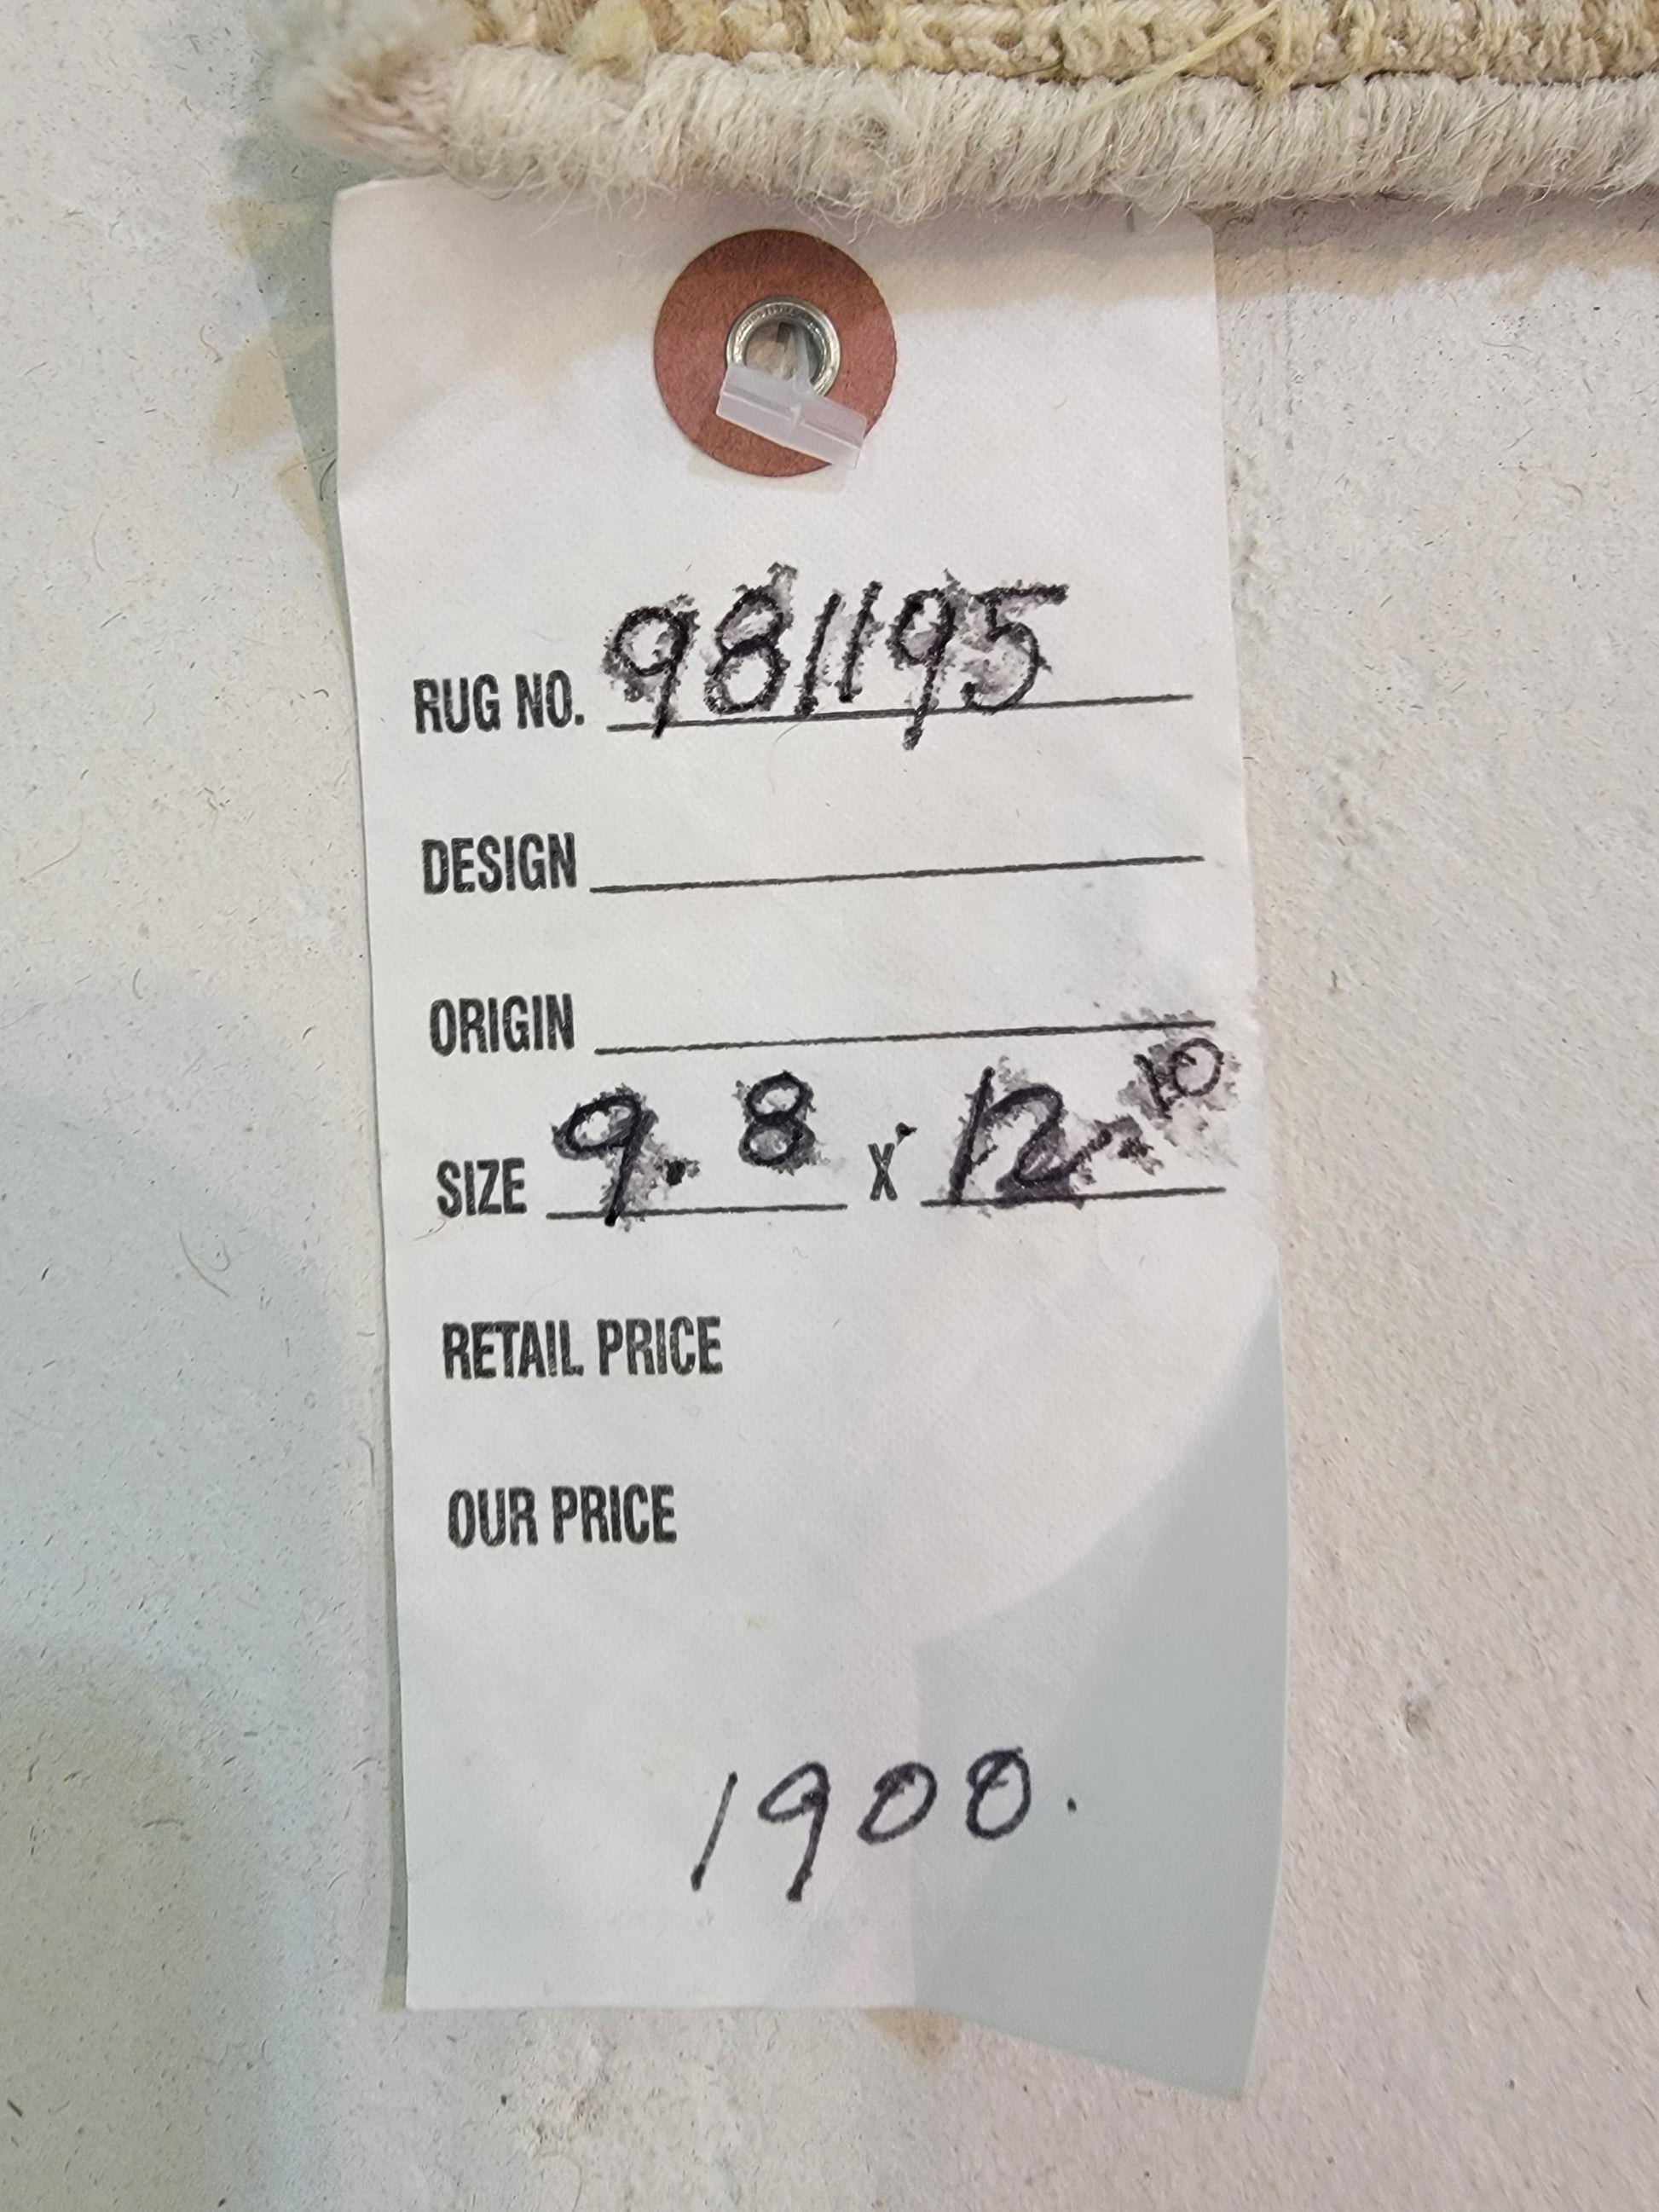 RUG NO. 981195
DESIGN
ORIGIN
SIZE 9.8 X 12.10
RETAIL PRICE
OUR PRICE
1900.